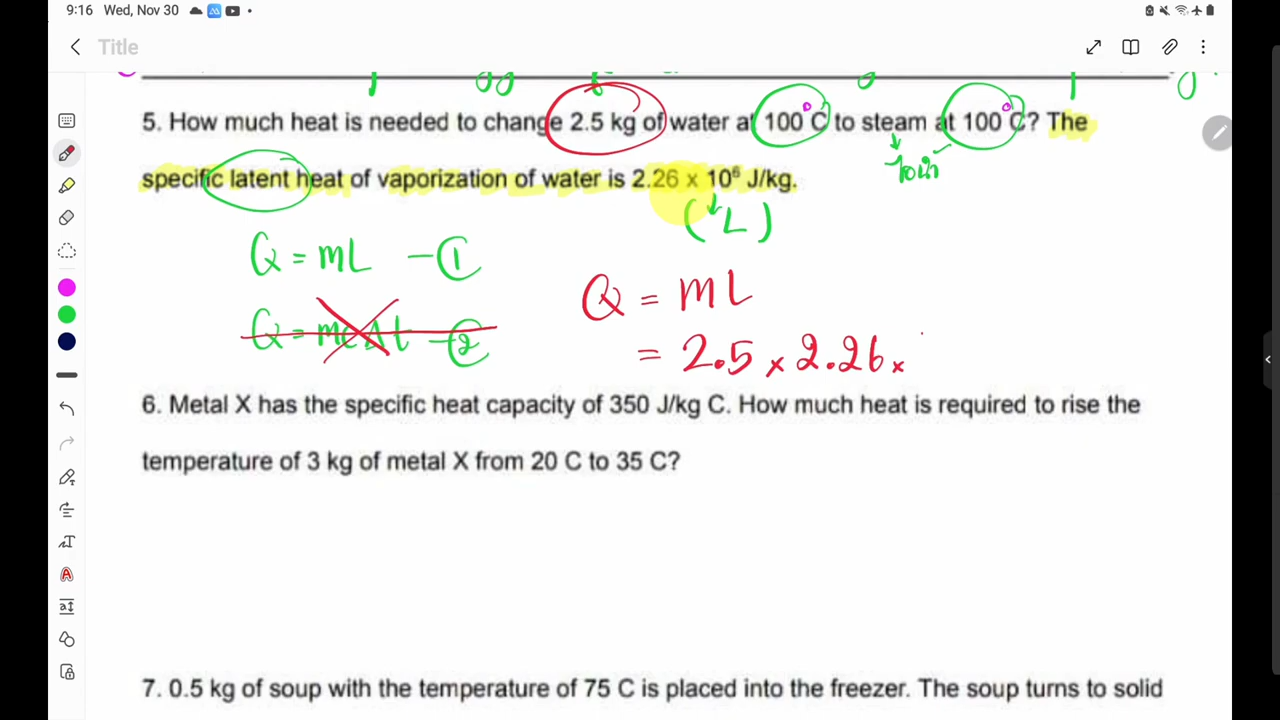 9:16 Wed, Nov 30
Title
5. How much heat is needed to change 2.5 kg of water at 100°C to steam at 100°C? The
specific latent heat of vaporization of water is 2.26 x 10⁶ J/kg.
(L)
Q = mL - ①
Q = mcΔt - ②
Q = mL
= 2.5 × 2.26 ×
6. Metal X has the specific heat capacity of 350 J/kg C. How much heat is required to rise the
temperature of 3 kg of metal X from 20 C to 35 C?
7. 0.5 kg of soup with the temperature of 75 C is placed into the freezer. The soup turns to solid